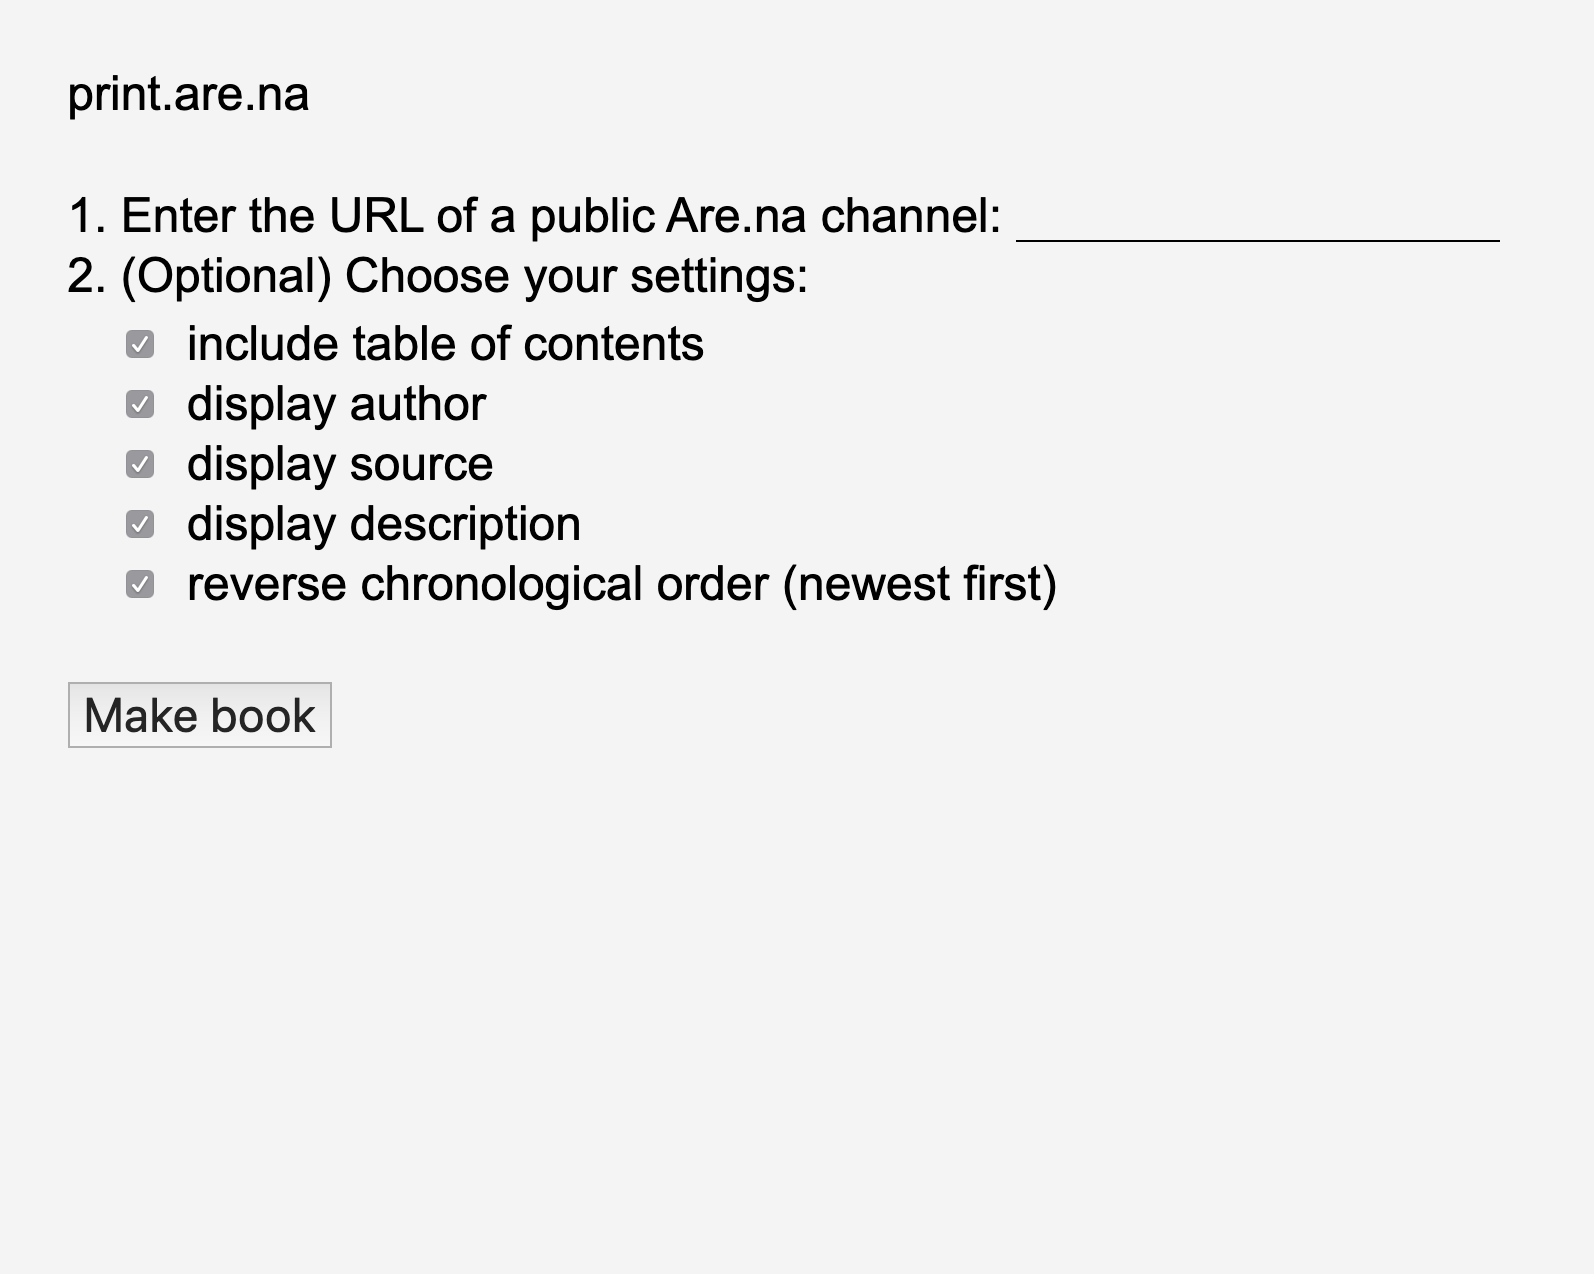 print.are.na
1. Enter the URL of a public Are.na channel:
2. (Optional) Choose your settings:
include table of contents
display author
display source
display description
reverse chronological order (newest first)
Make book